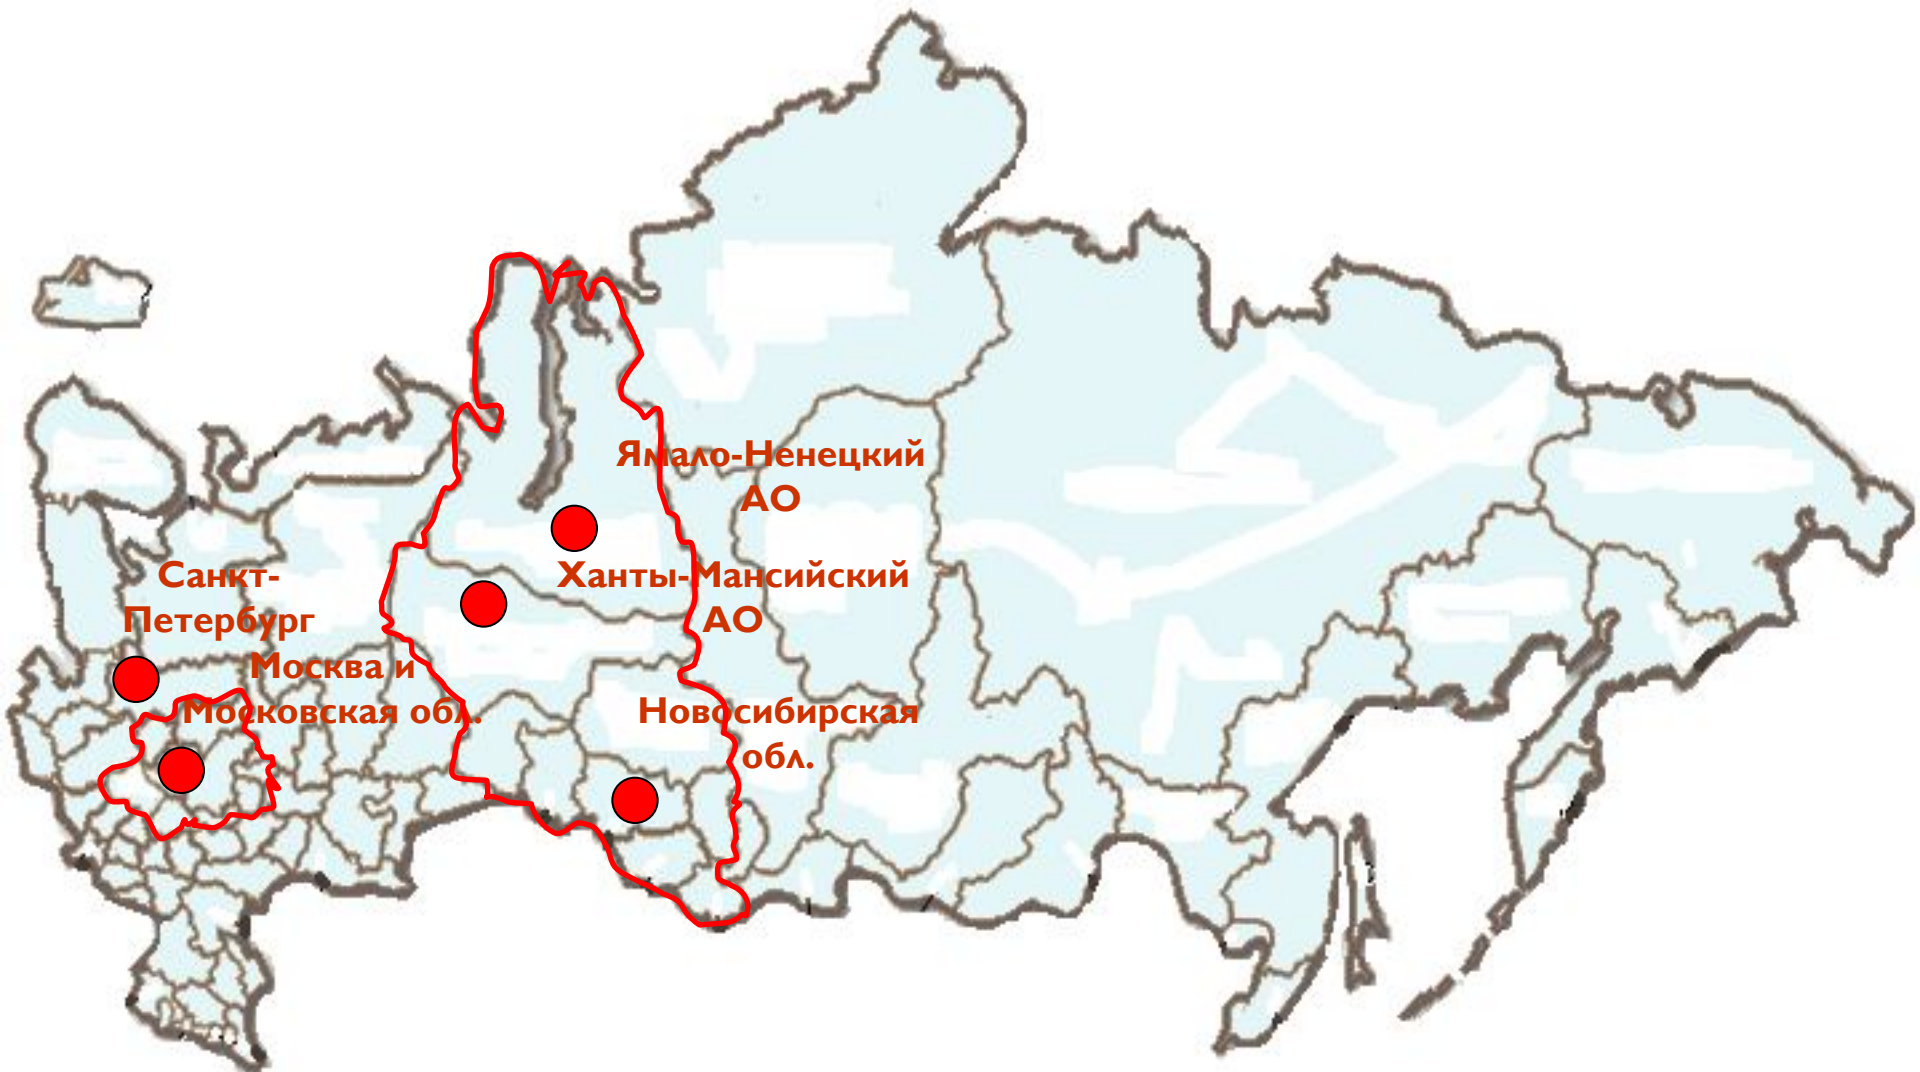 Ямало-Ненецкий
АО
Санкт-
Петербург
Ханты-Мансийский
АО
Москва и
Московская обл.
Новосибирская
обл.